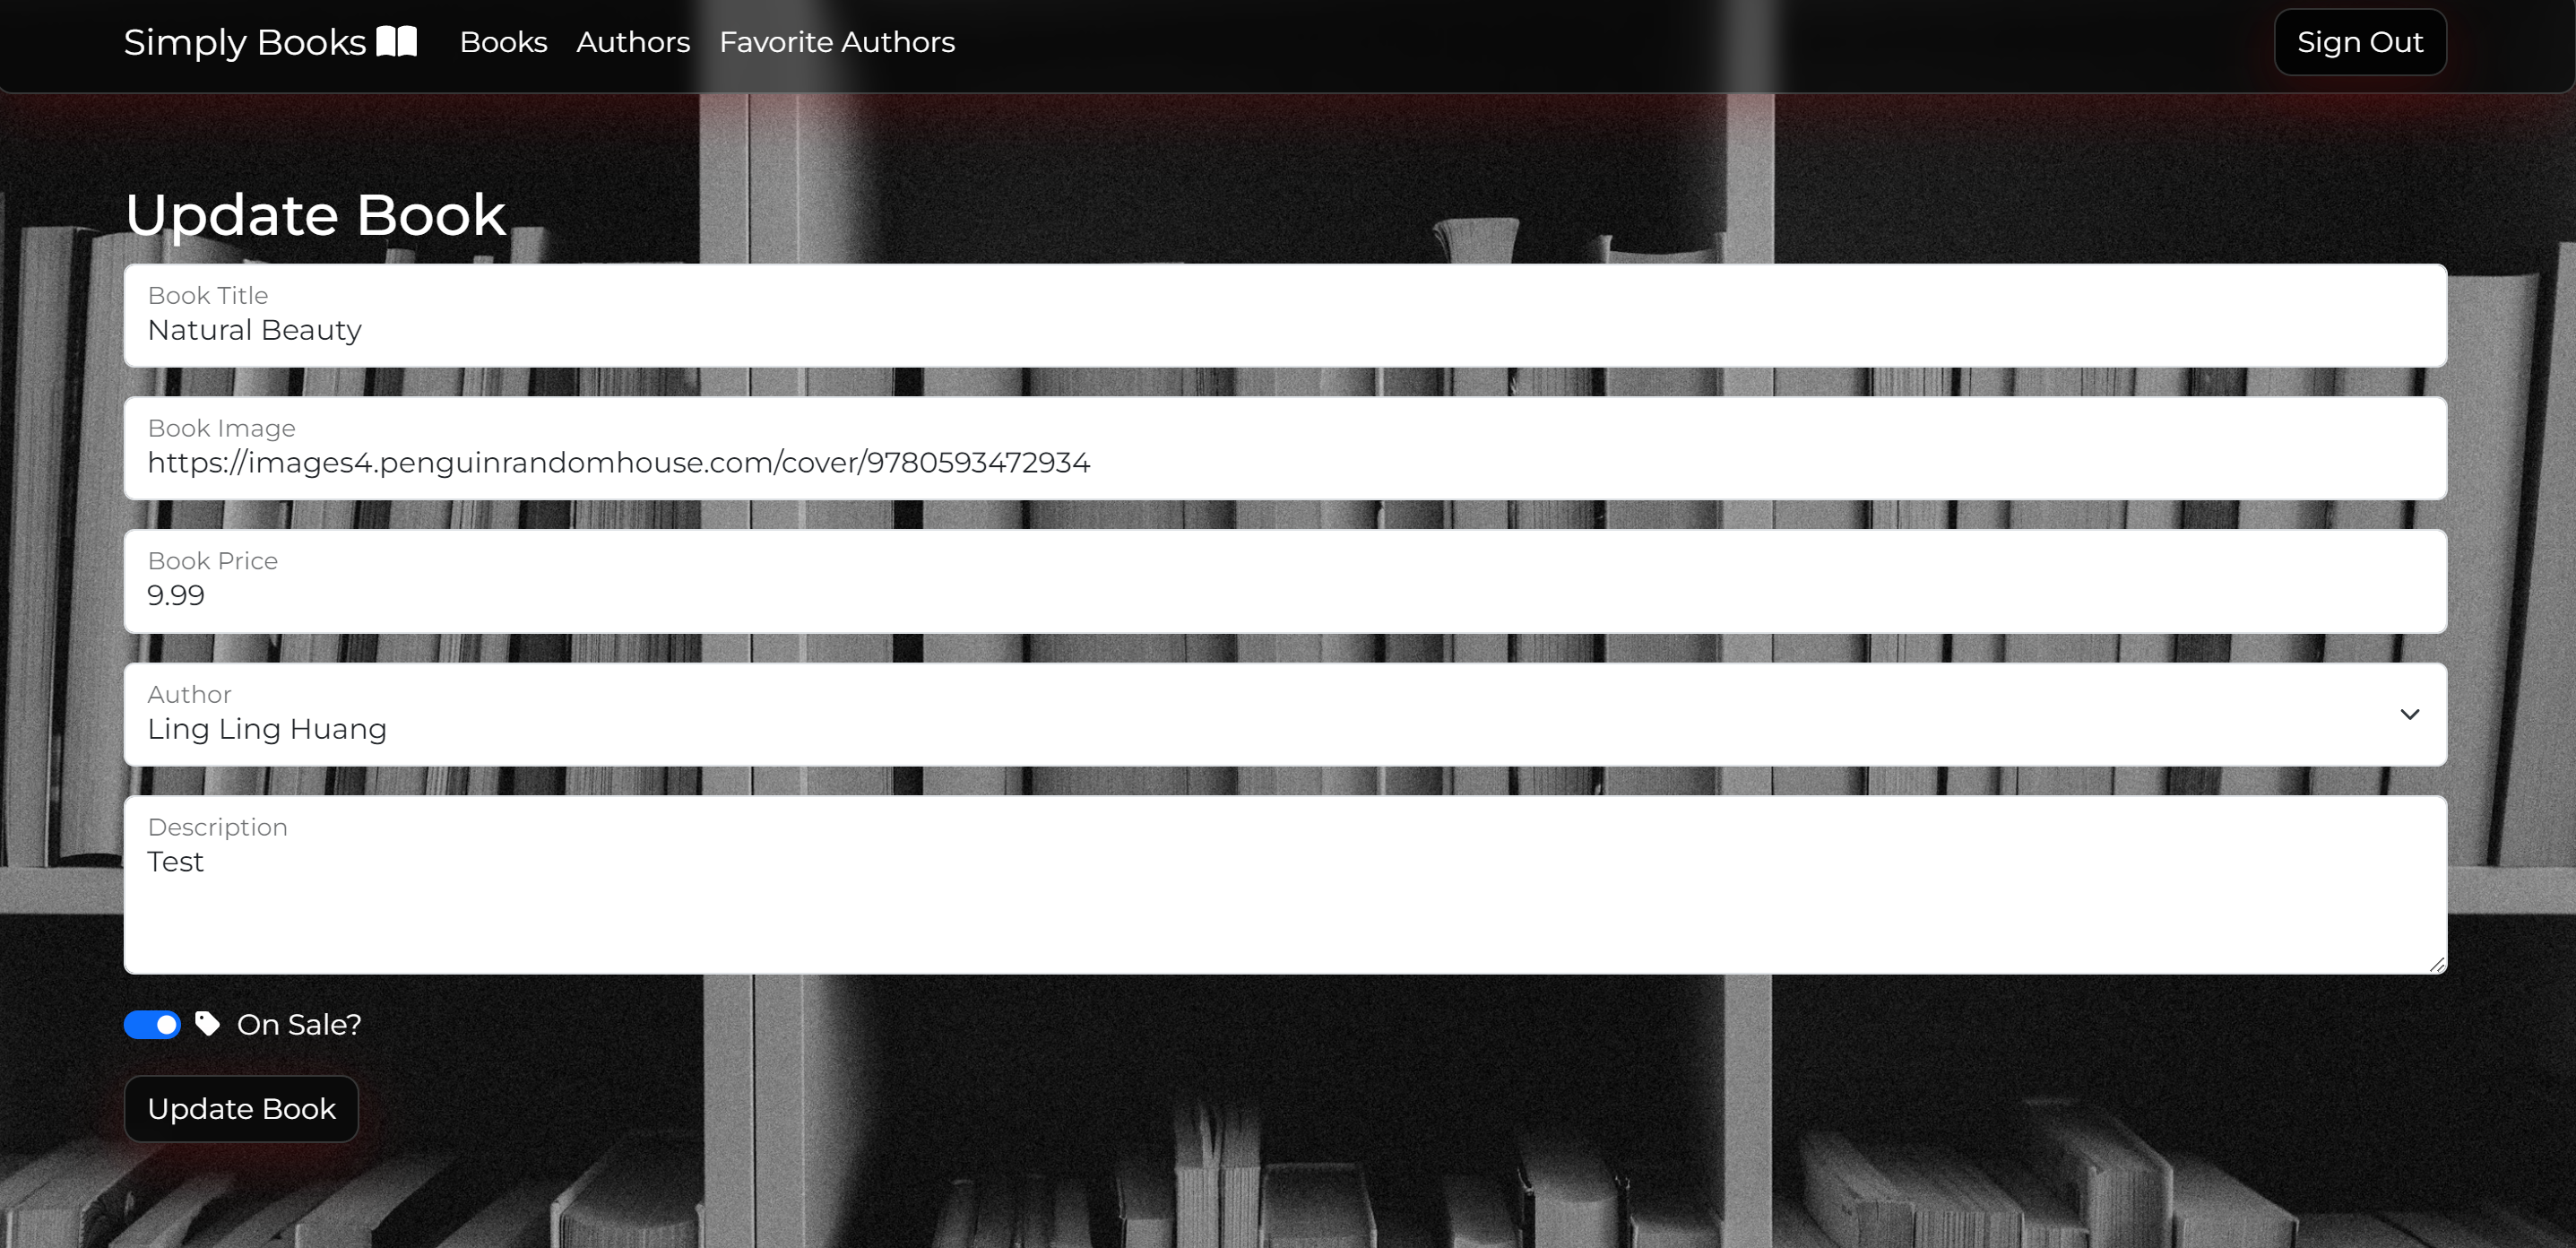 Simply Books Books Authors Favorite Authors Sign Out
Update Book
Book Title
Natural Beauty
Book Image
https://images4.penguinrandomhouse.com/cover/9780593472934
Book Price
9.99
Author
Ling Ling Huang
Description
Test
On Sale?
Update Book